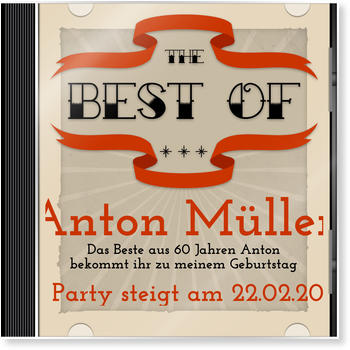 THE
BEST OF
Anton Müller
Das Beste aus 60 Jahren Anton
bekommt ihr zu meinem Geburtstag
Party steigt am 22.02.20